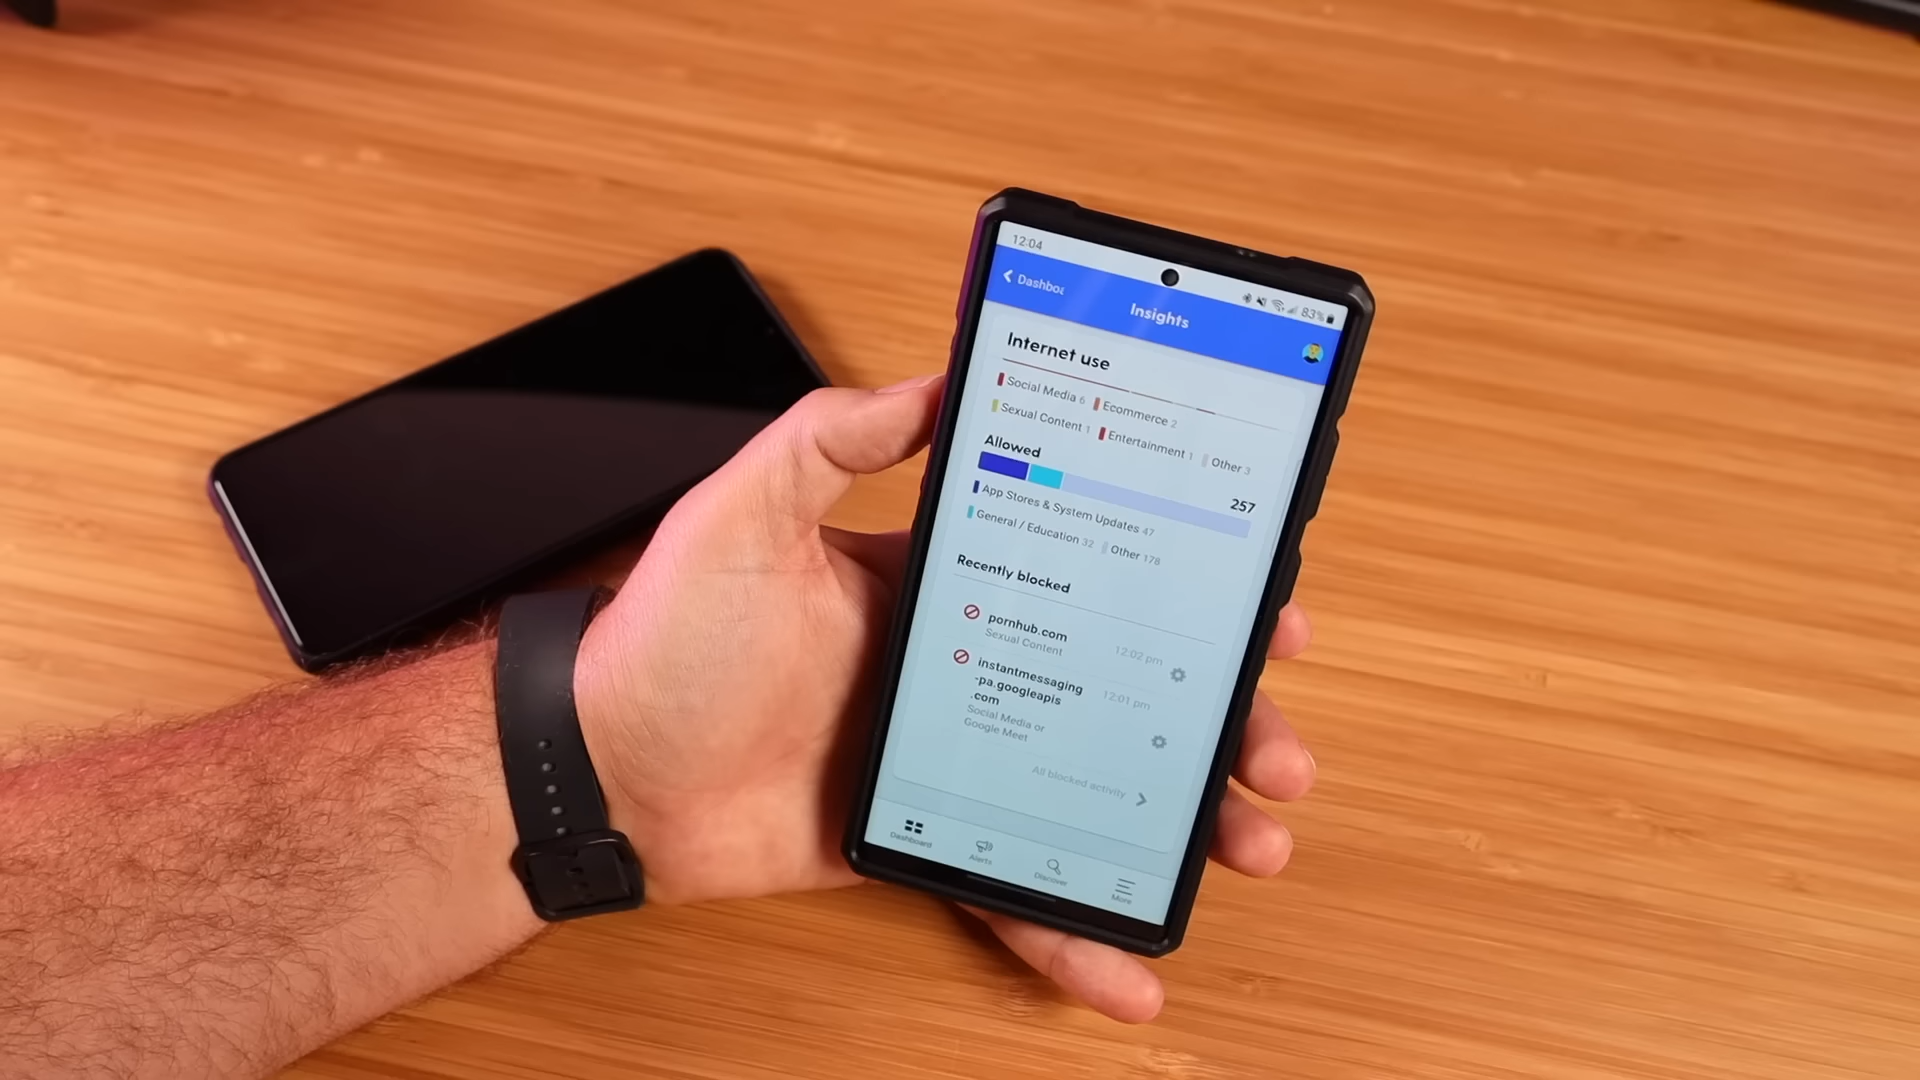 12:04
83%
Dashboa
Insights
Internet use
Social Media 6 Ecommerce 2
Sexual Content 1 Entertainment 1 Other 3
Allowed
257
App Stores & System Updates 47
General / Education 32 Other 178
Recently blocked
pornhub.com
Sexual Content
12:02 pm
instantmessaging
-pa.googleapis
.com
12:01 pm
Social Media or
Google Meet
All blocked activity
Dashboard
Alerts
Discover
More